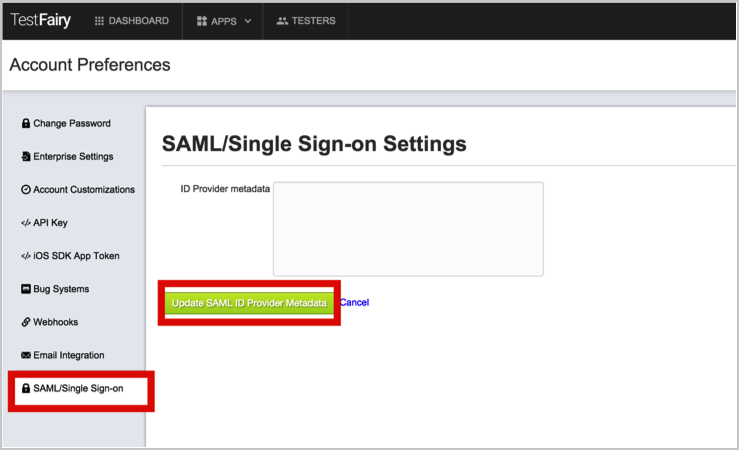 TestFairy DASHBOARD APPS TESTERS
Account Preferences
Change Password
Enterprise Settings
Account Customizations
</> API Key
</> iOS SDK App Token
Bug Systems
Webhooks
Email Integration
SAML/Single Sign-on
SAML/Single Sign-on Settings
ID Provider metadata
Update SAML ID Provider Metadata Cancel